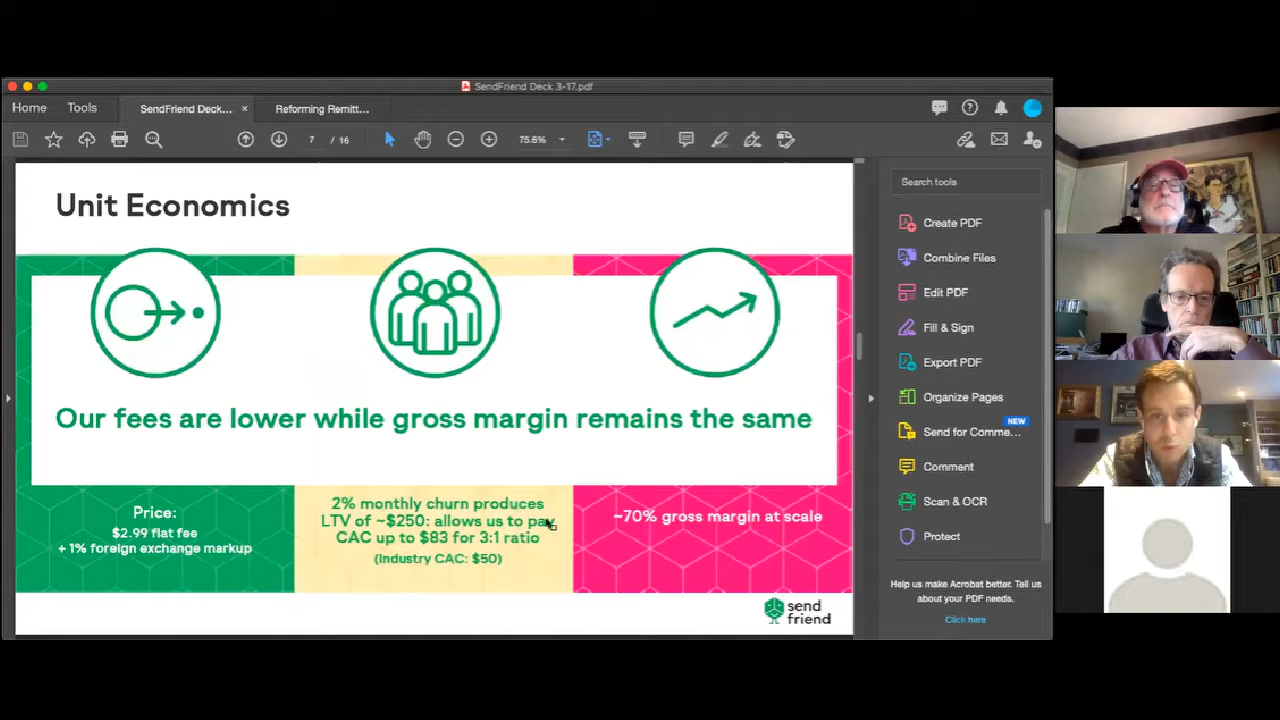 SendFriend Deck 3-17.pdf
Home
Tools
SendFriend Deck...
×
Reforming Remitt...
7 / 16
75.6%
Search tools
Unit Economics
Create PDF
Combine Files
Edit PDF
Fill & Sign
Export PDF
Organize Pages
NEW
Send for Comme...
Comment
Scan & OCR
Protect
Our fees are lower while gross margin remains the same
Price:
$2.99 flat fee
+ 1% foreign exchange markup
2% monthly churn produces
LTV of ~$250: allows us to pay
CAC up to $83 for 3:1 ratio
(Industry CAC: $50)
~70% gross margin at scale
send
friend
Help us make Acrobat better. Tell us
about your PDF needs.
Click here